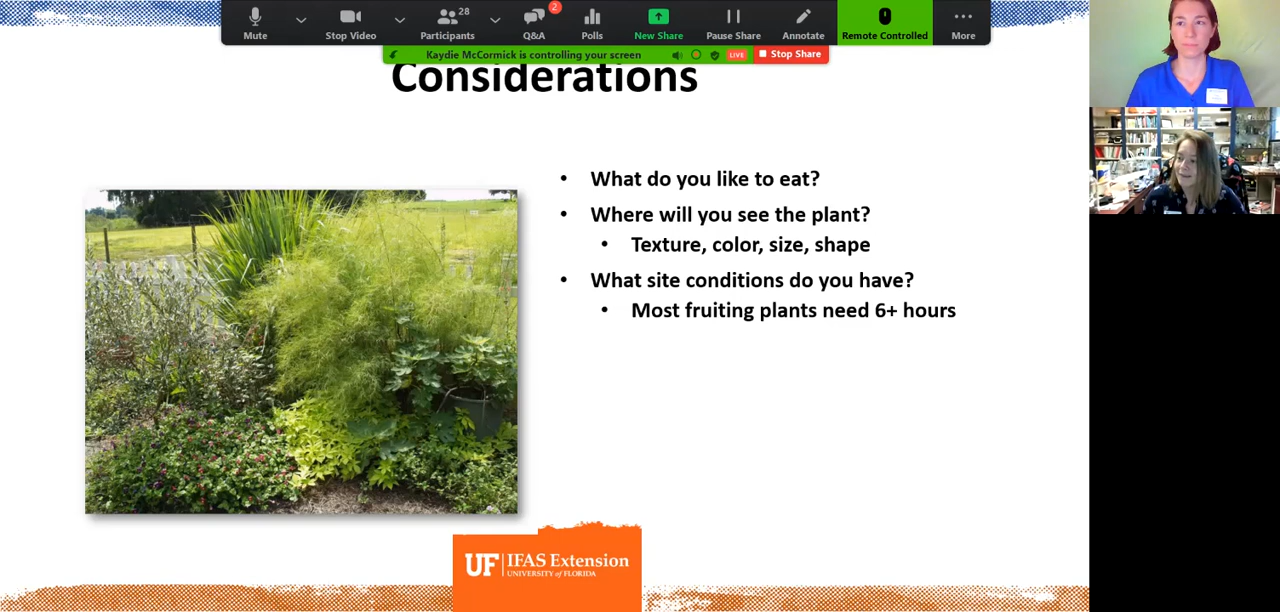 28
2
Mute
Stop Video
Participants
Q&A
Polls
New Share
Pause Share
Annotate
Remote Controlled
More
Kaydie McCormick is controlling your screen
LIVE
Stop Share
Considerations
• What do you like to eat?
• Where will you see the plant?
• Texture, color, size, shape
• What site conditions do you have?
• Most fruiting plants need 6+ hours
UF IFAS Extension
UNIVERSITY of FLORIDA